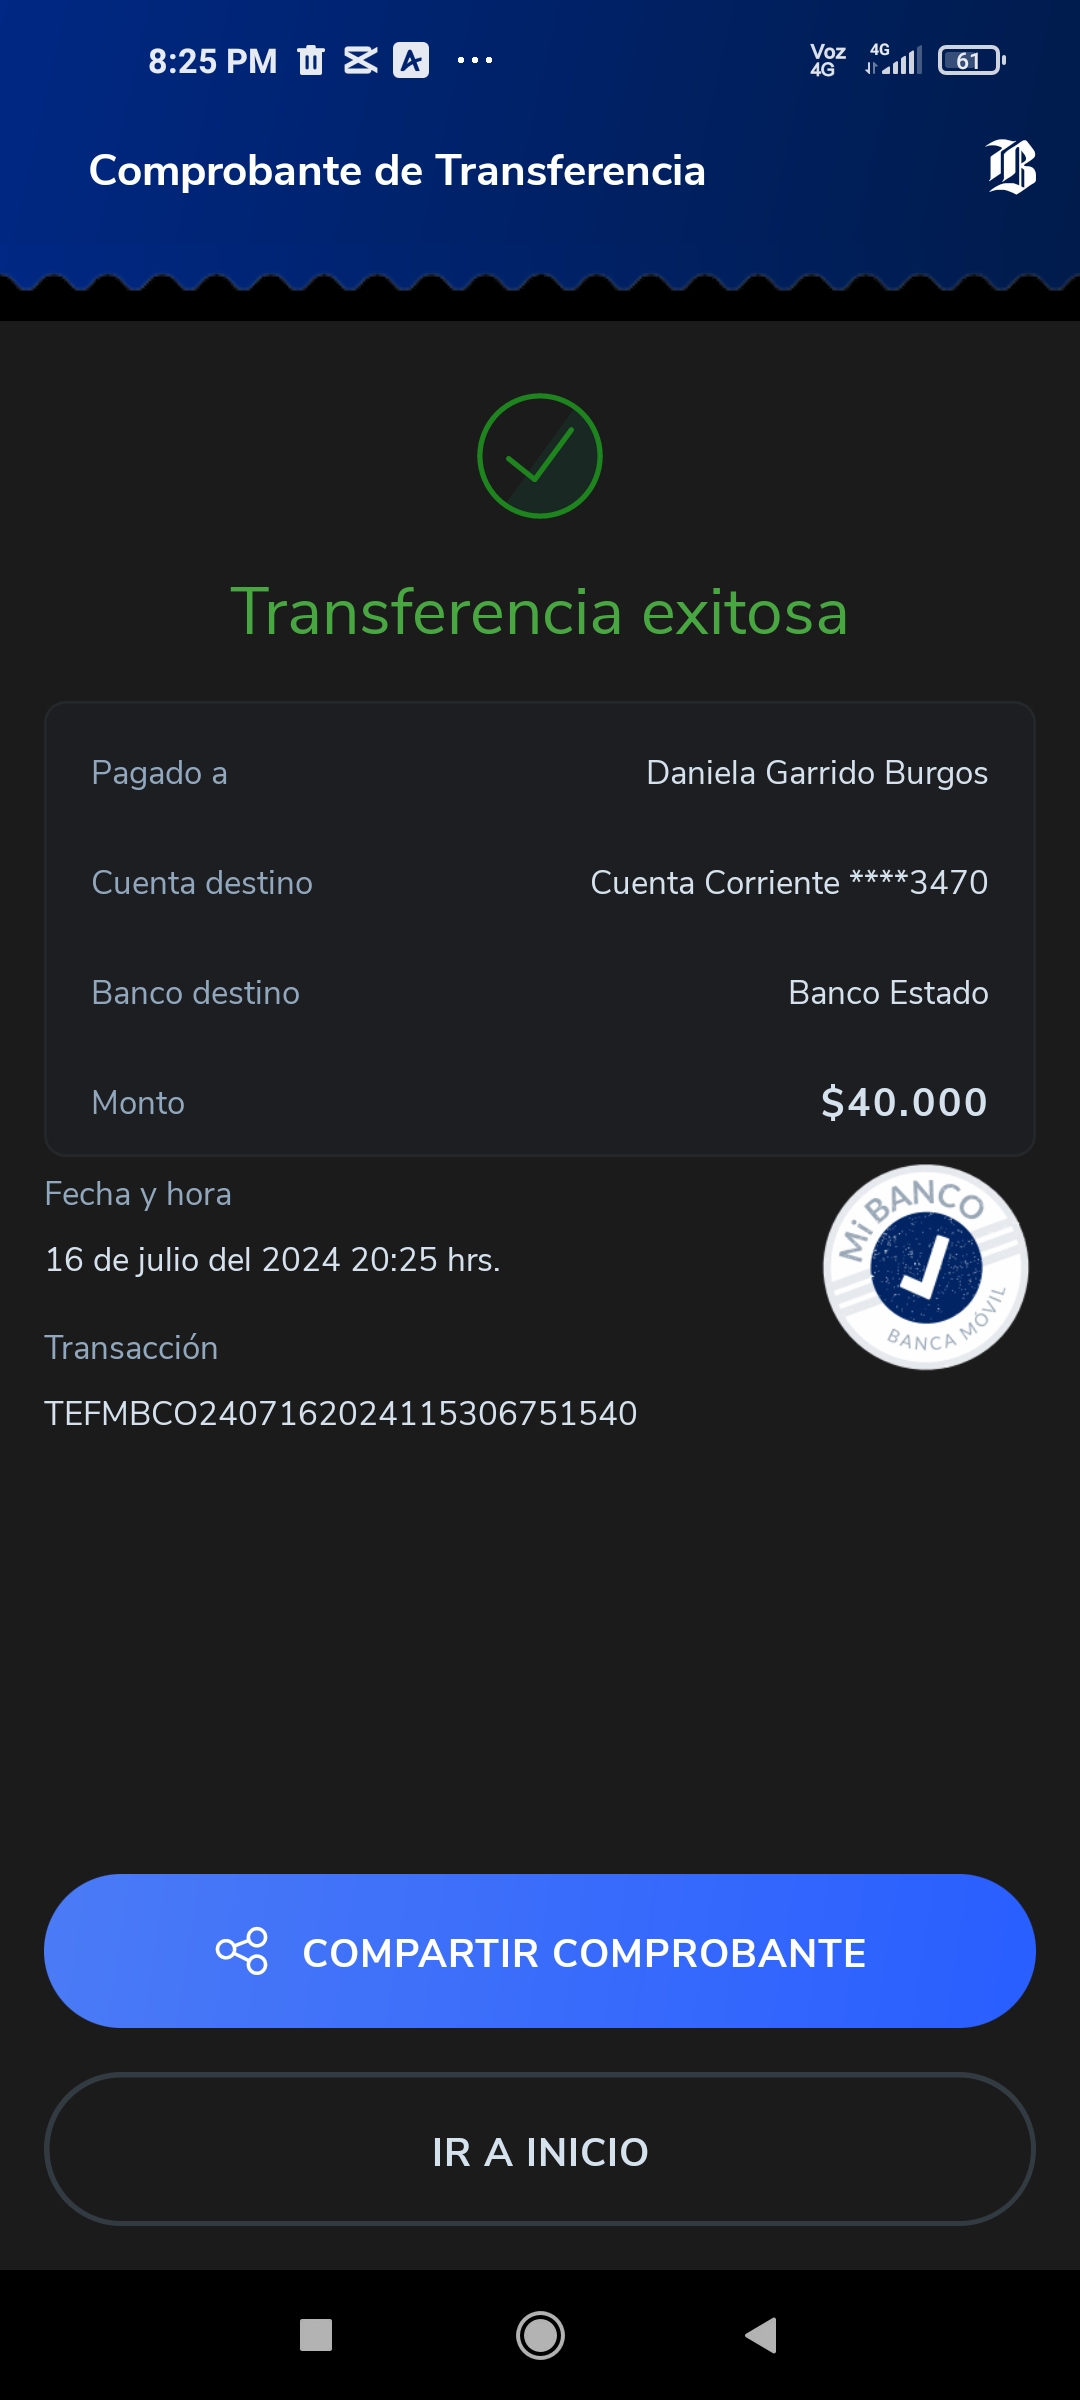 8:25 PM
Voz 4G
4G
61
Comprobante de Transferencia
B
Transferencia exitosa
Pagado a Daniela Garrido Burgos
Cuenta destino Cuenta Corriente ****3470
Banco destino Banco Estado
Monto $40.000
Fecha y hora
16 de julio del 2024 20:25 hrs.
Mi BANCO
BANCA MÓVIL
Transacción
TEFMBCO2407162024115306751540
COMPARTIR COMPROBANTE
IR A INICIO